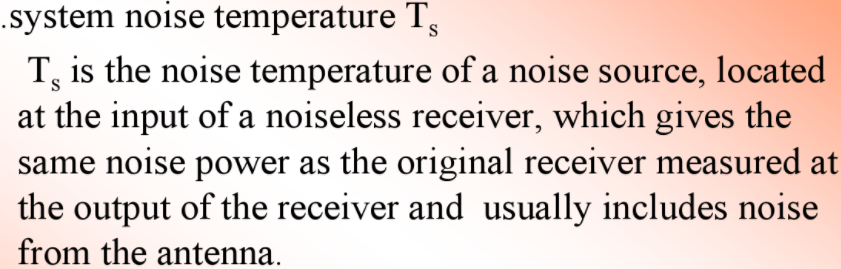 .system noise temperature Ts
Ts is the noise temperature of a noise source, located
at the input of a noiseless receiver, which gives the
same noise power as the original receiver measured at
the output of the receiver and usually includes noise
from the antenna.